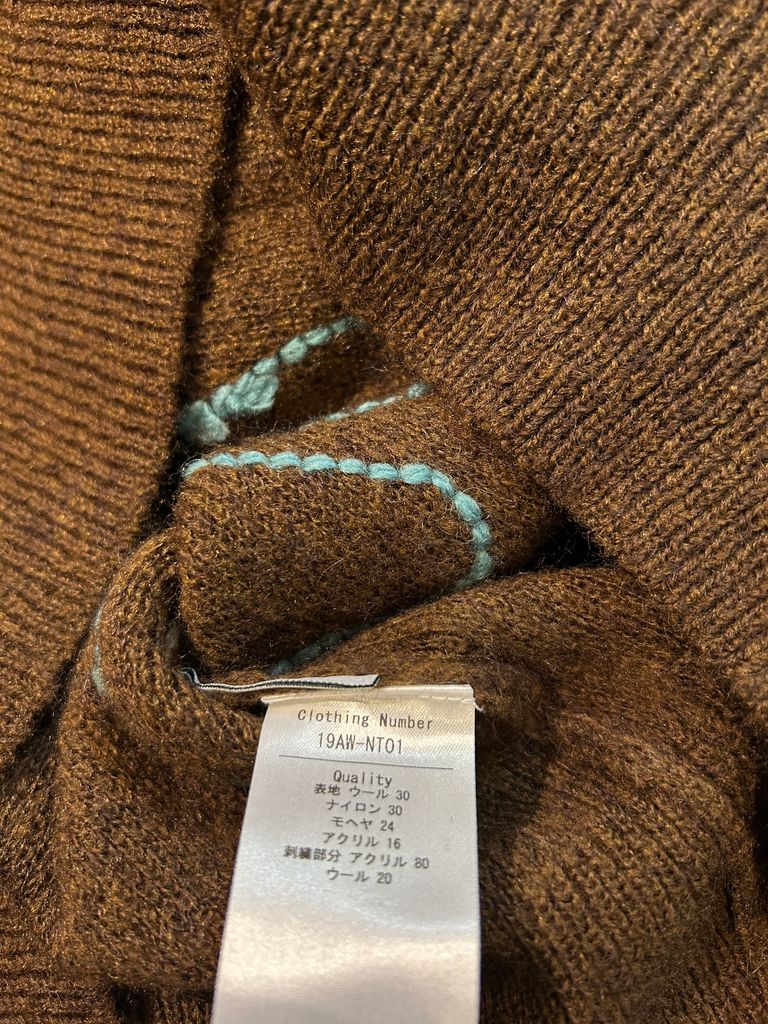 Clothing Number
19AW-NT01
Quality
表地 ウール 30
ナイロン 30
モヘヤ 24
アクリル 16
刺繍部分 アクリル 80
ウール 20